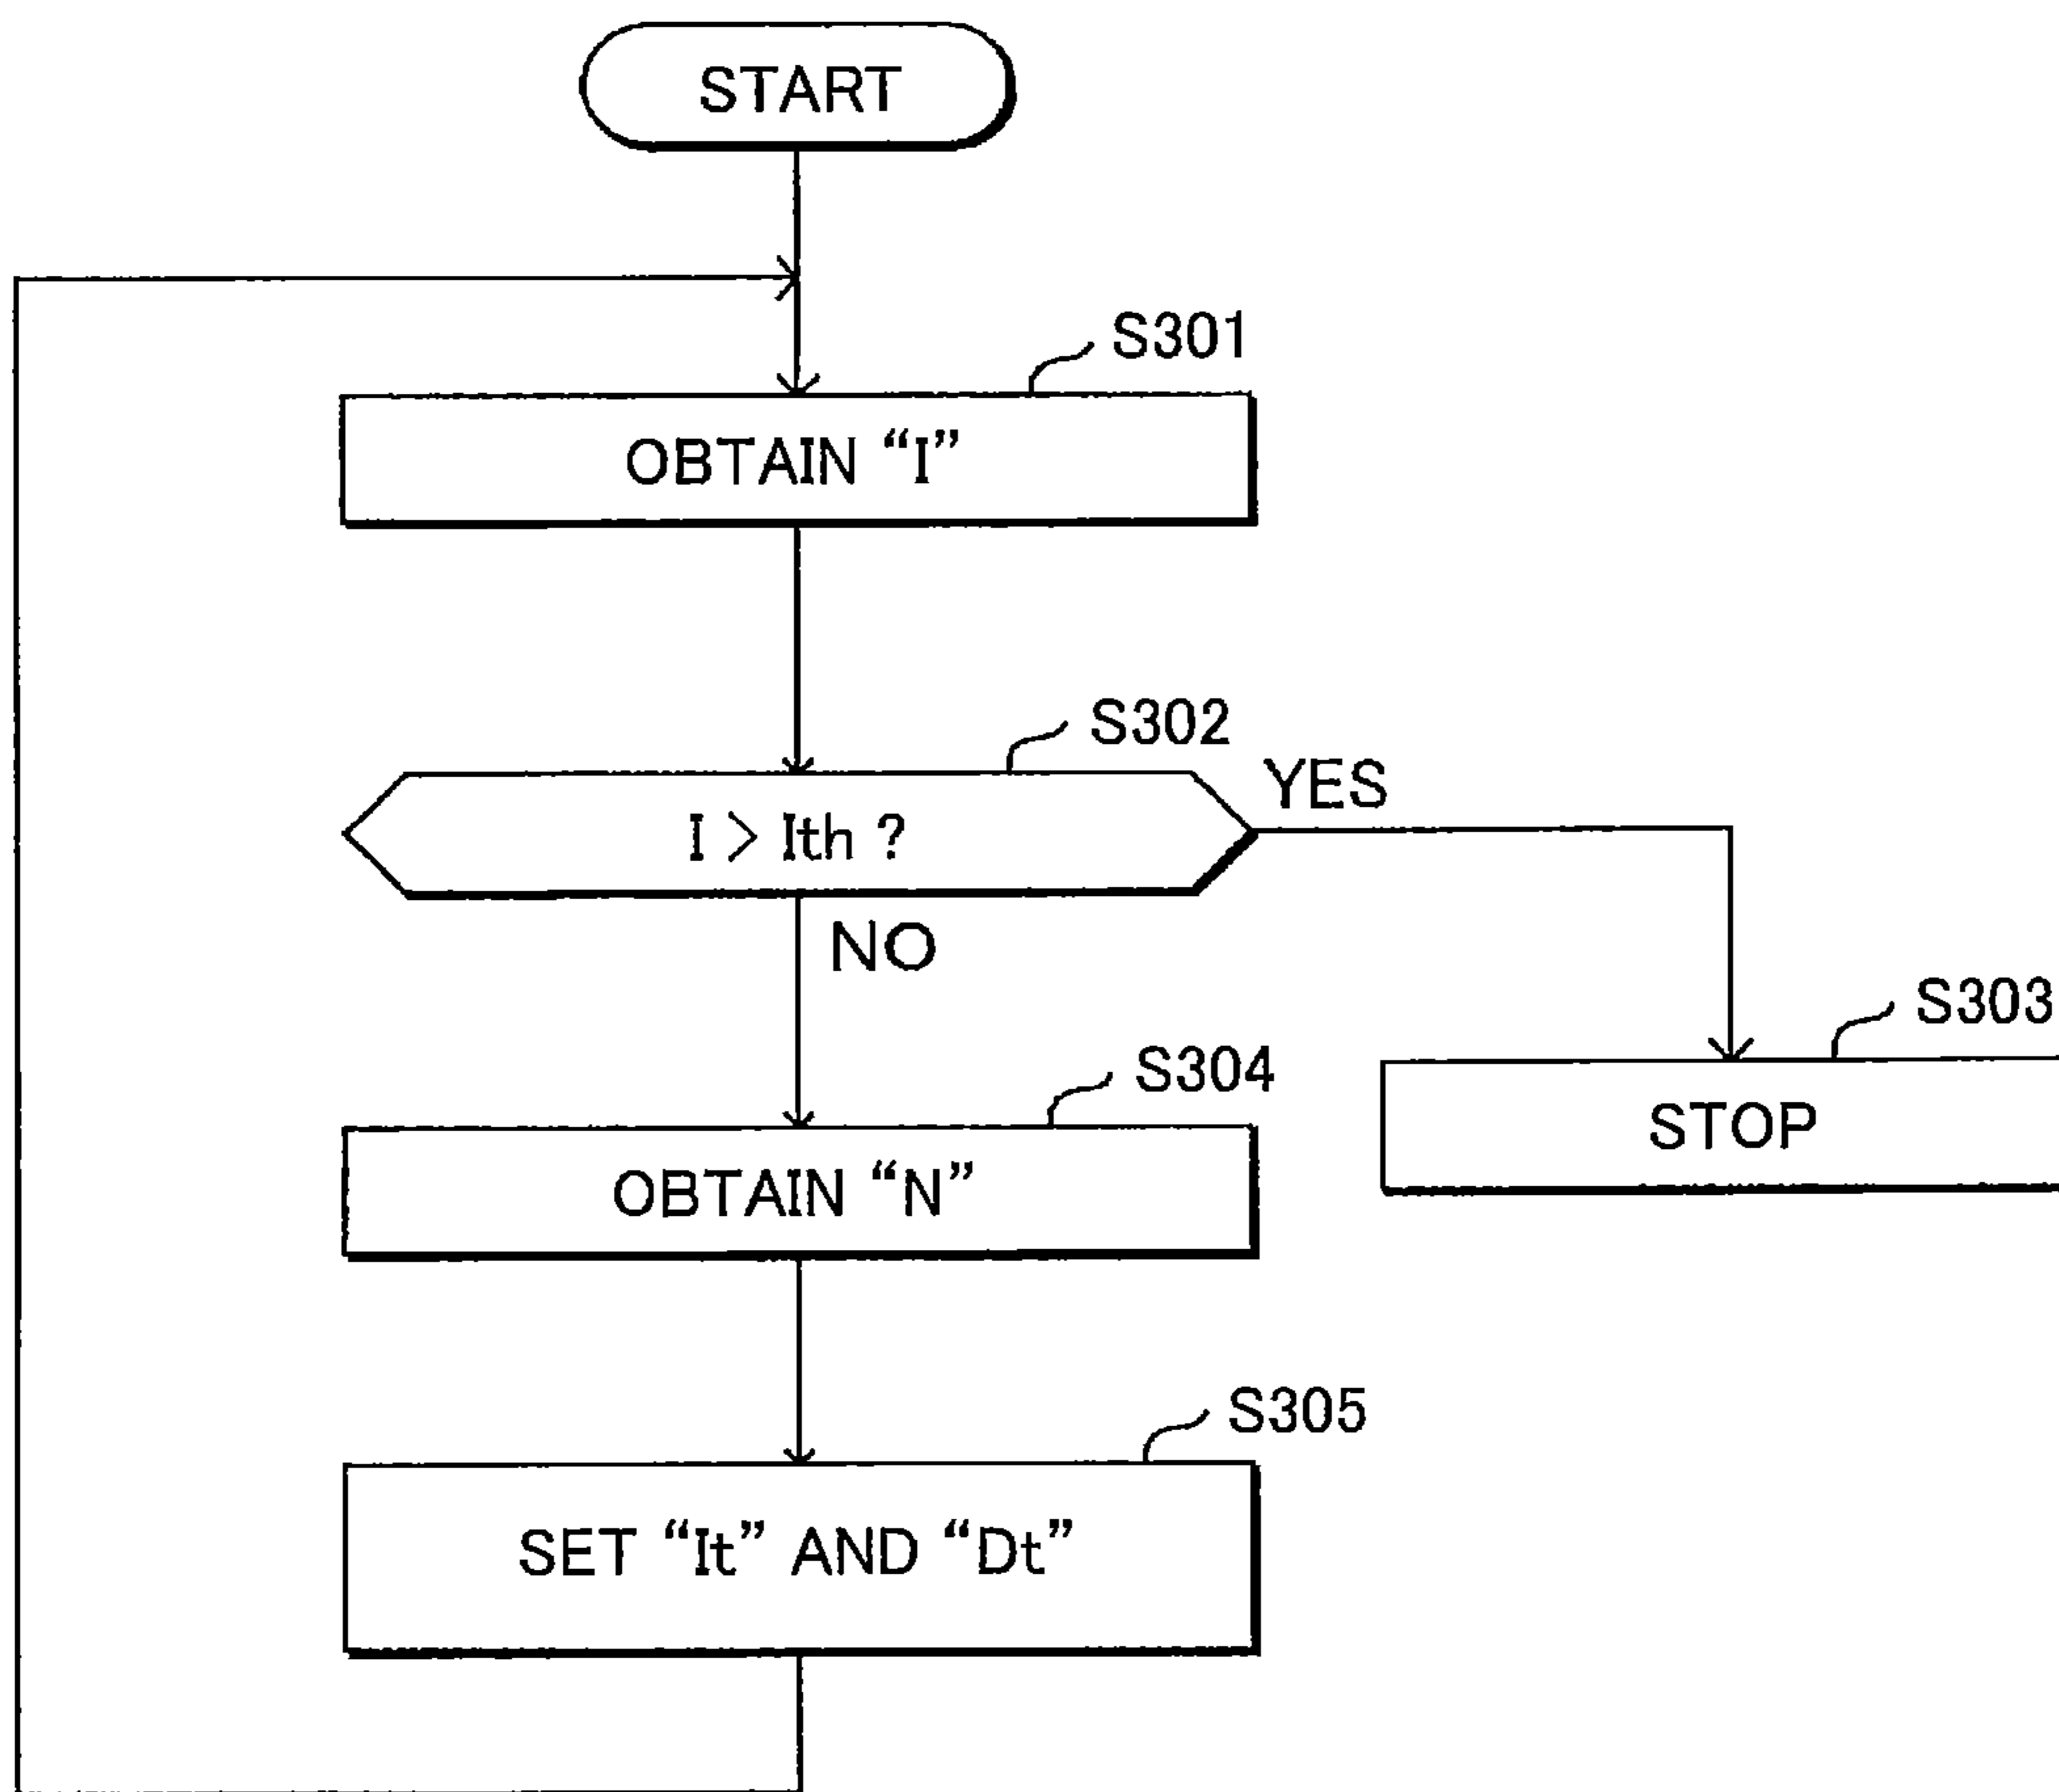 START
S301
OBTAIN “I”
S302
I > Ith ?
YES
NO
S303
STOP
S304
OBTAIN “N”
S305
SET “It” AND “Dt”